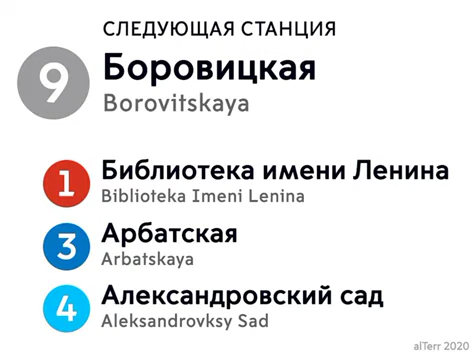 СЛЕДУЮЩАЯ СТАНЦИЯ
9
Боровицкая
Borovitskaya
1
Библиотека имени Ленина
Biblioteka Imeni Lenina
3
Арбатская
Arbatskaya
4
Александровский сад
Aleksandrovksy Sad
alTerr 2020